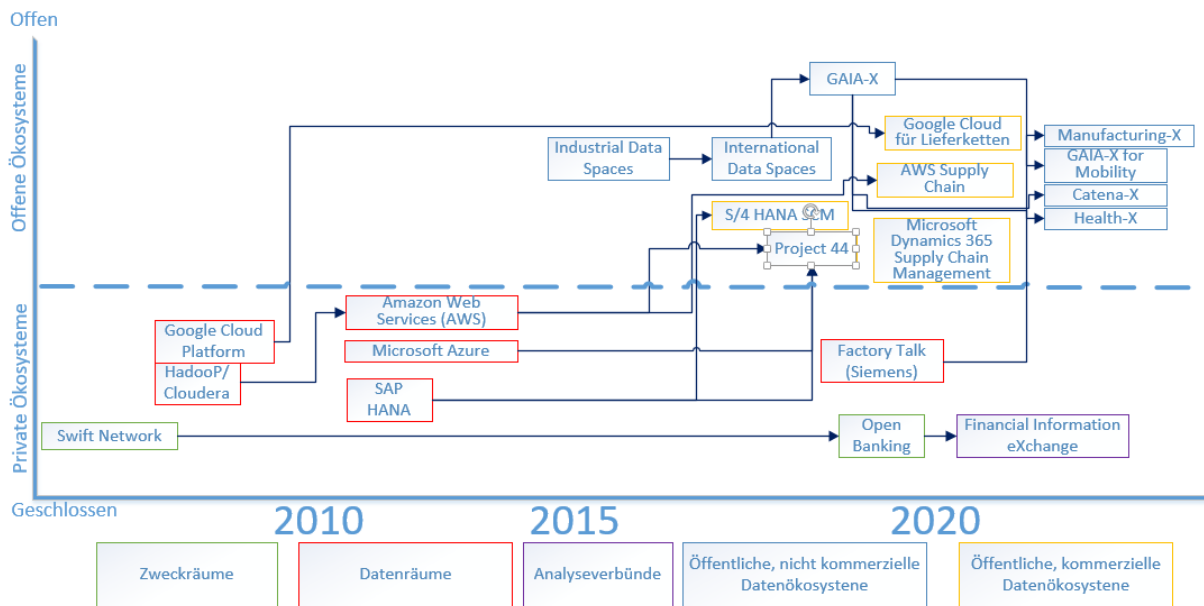 Offen
Offene Ökosysteme
Private Ökosysteme
Geschlossen
GAIA-X
Google Cloud
für Lieferketten
Industrial Data
Spaces
International
Data Spaces
Manufacturing-X
GAIA-X for
Mobility
AWS Supply
Chain
Catena-X
S/4 HANA SCM
Health-X
Microsoft
Dynamics 365
Supply Chain
Management
Project 44
Amazon Web
Services (AWS)
Google Cloud
Platform
Microsoft Azure
HadooP/
Cloudera
Factory Talk
(Siemens)
SAP
HANA
Swift Network
Open
Banking
Financial Information
eXchange
2010
2015
2020
Zweckräume
Datenräume
Analyseverbünde
Öffentliche, nicht kommerzielle
Datenökostene
Öffentliche, kommerzielle
Datenökostene